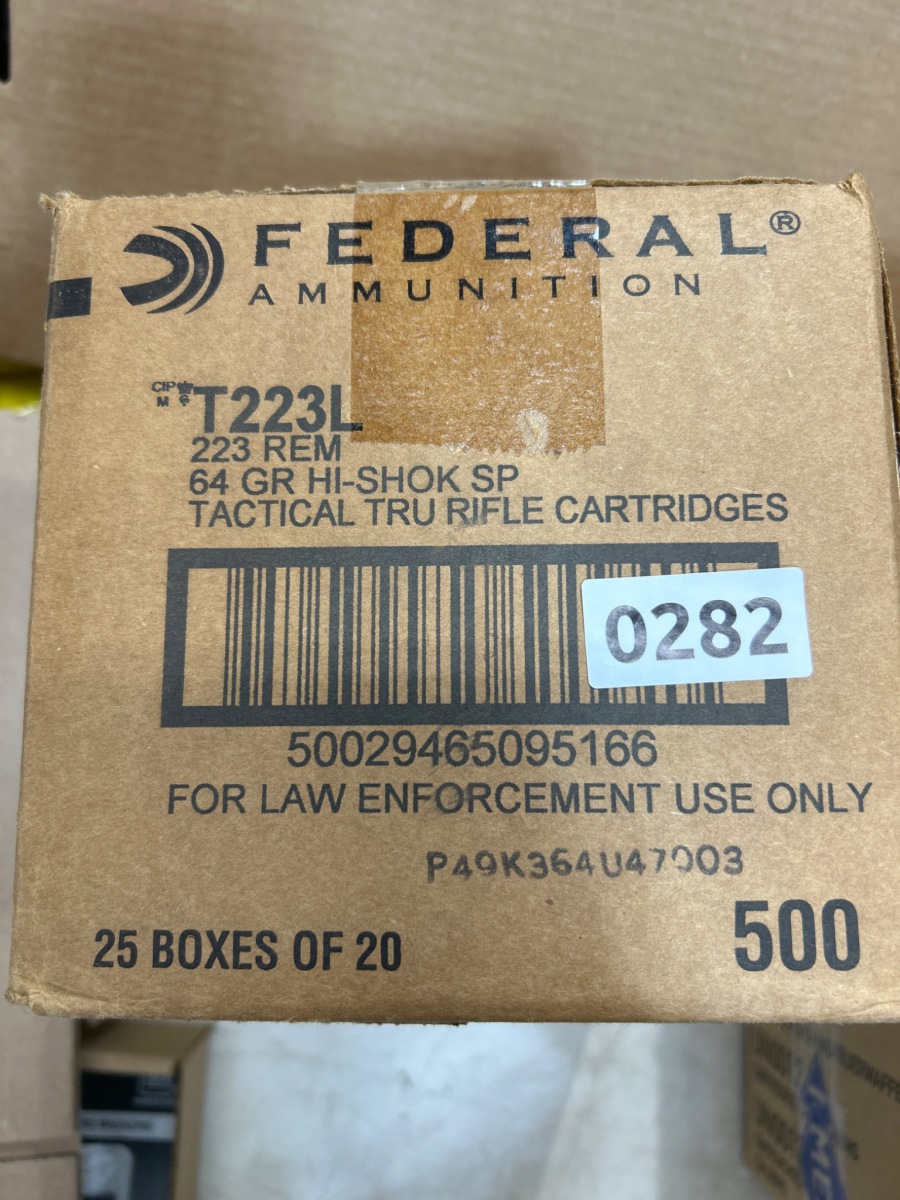 FEDERAL®
AMMUNITION
CIP
M
T223L
223 REM
64 GR HI-SHOK SP
TACTICAL TRU RIFLE CARTRIDGES
0282
50029465095166
FOR LAW ENFORCEMENT USE ONLY
P49K364U47003
25 BOXES OF 20
500